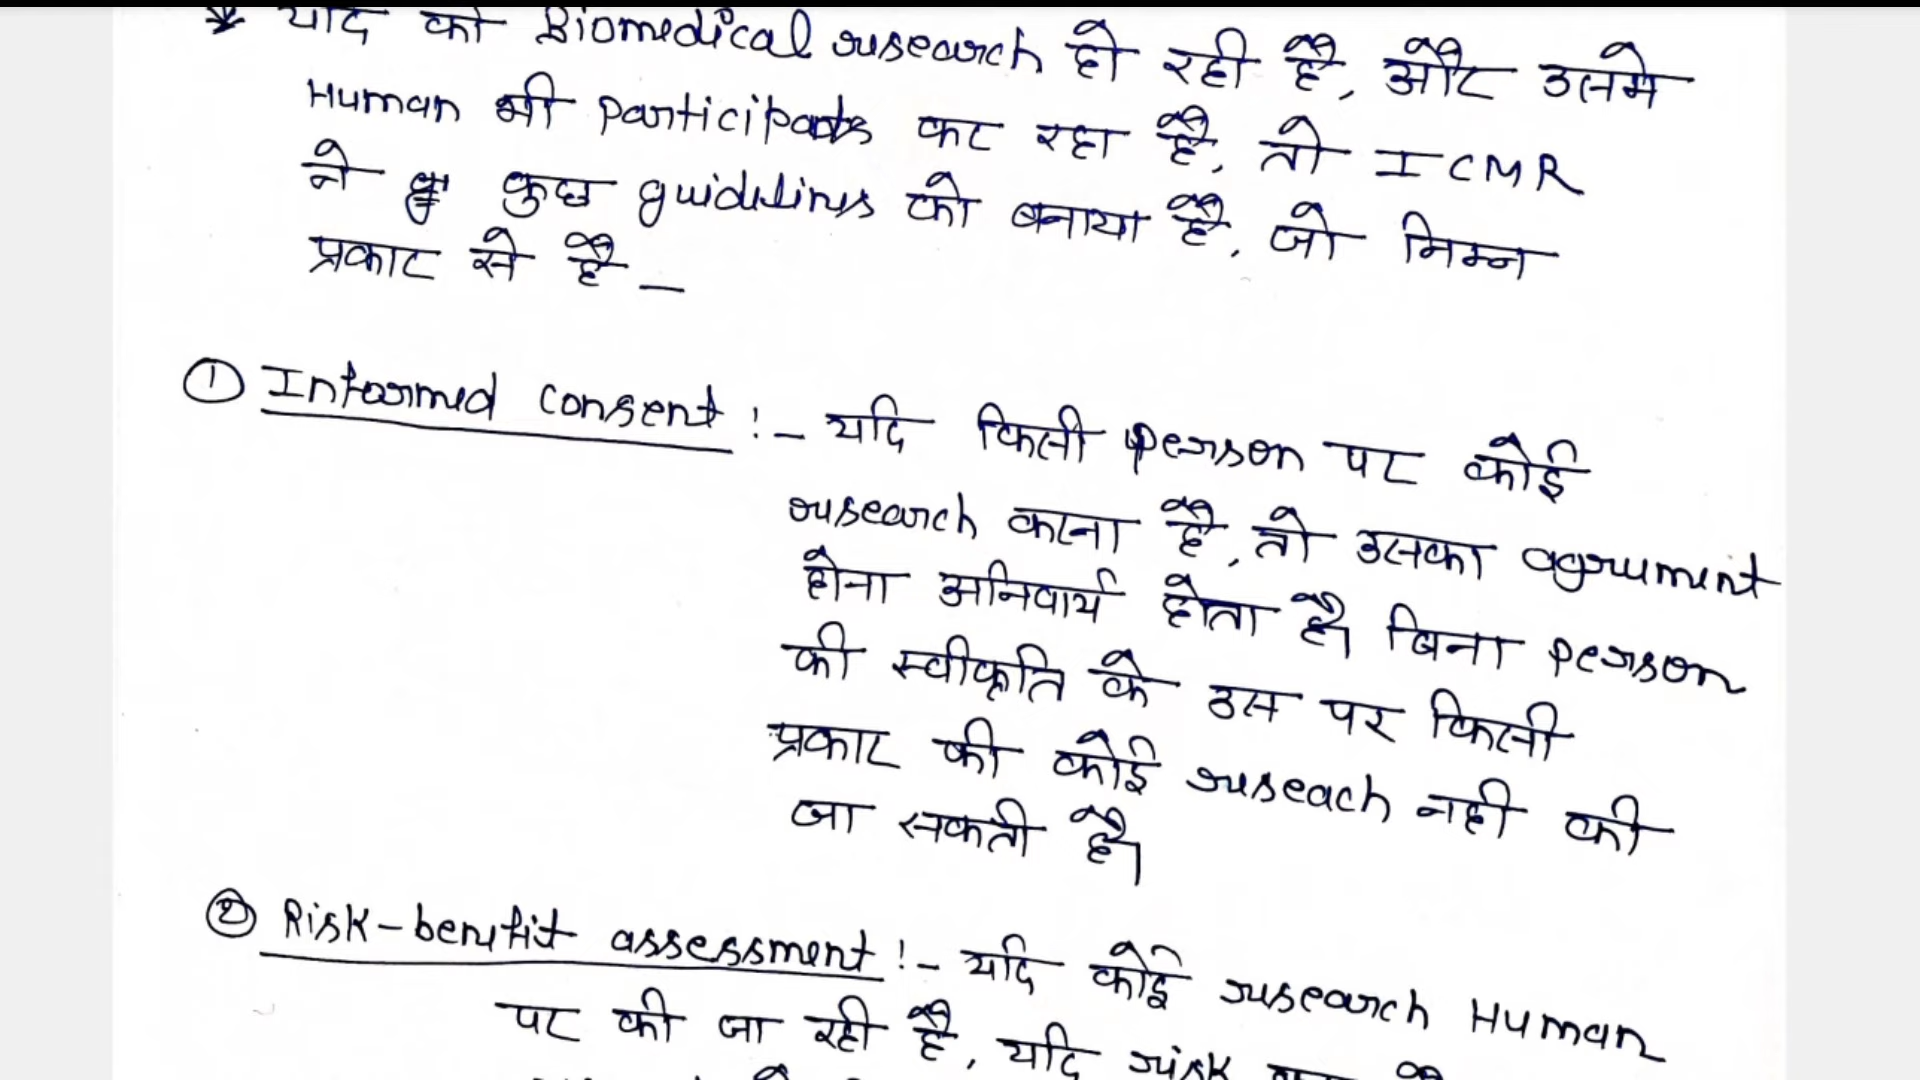 * यदि को Biomedical research हो रही है, और उसमे
Human भी participants कर रहा है, तो ICMR
ने कुछ guidelines को बनाया है, जो निम्न
प्रकार से है –
① Informed consent :- यदि किसी person पर कोई
research करना है, तो उसका agreement
होना अनिवार्य होता है। बिना person
की स्वीकृति के उस पर किसी
प्रकार की कोई reseach नही की
जा सकती है।
② Risk-benefit assessment :- यदि कोई research Human
पर की जा रही है, यदि risk